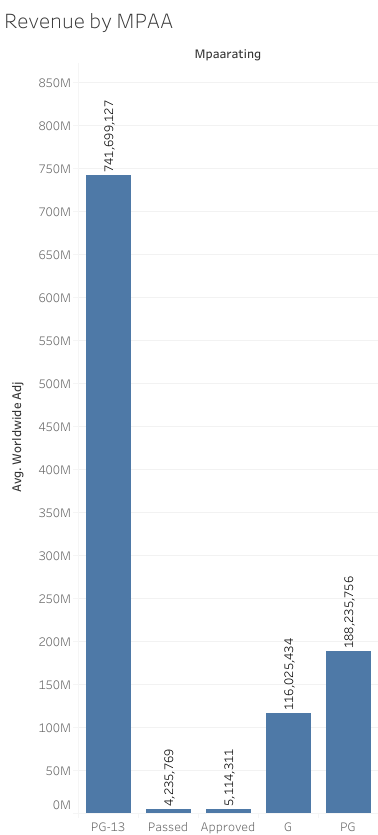 Revenue by MPAA
Mpaarating
850M
800M
750M
700M
650M
600M
550M
500M
450M
400M
350M
300M
250M
200M
150M
100M
50M
0M
Avg. Worldwide Adj
741,699,127
4,235,769
5,114,311
116,025,434
188,235,756
PG-13
Passed
Approved
G
PG